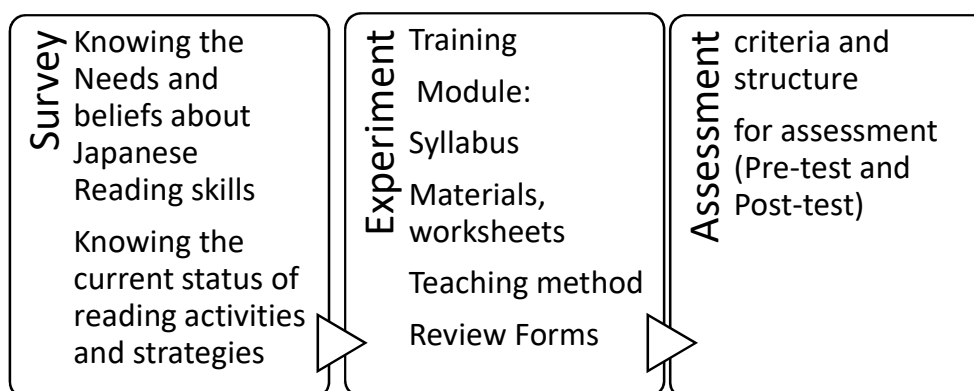 Survey
Knowing the
Needs and
beliefs about
Japanese
Reading skills
Knowing the
current status of
reading activities
and strategies
Experiment
Training
Module:
Syllabus
Materials,
worksheets
Teaching method
Review Forms
Assessment
criteria and
structure
for assessment
(Pre-test and
Post-test)